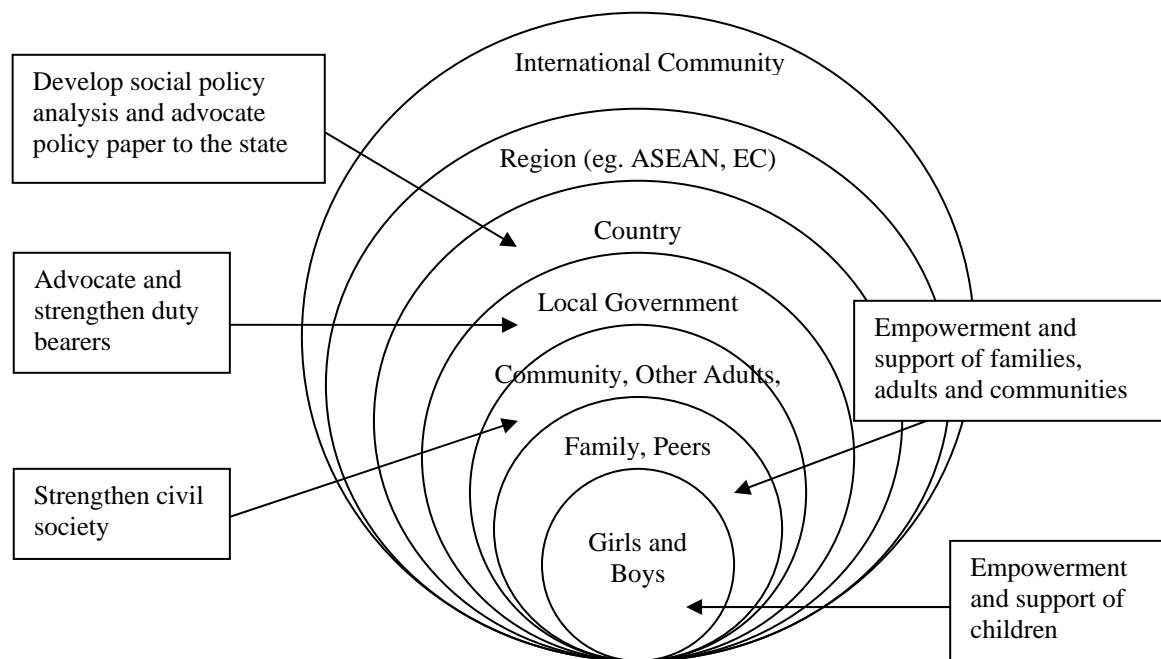 International Community
Develop social policy
analysis and advocate
policy paper to the state
Region (eg. ASEAN, EC)
Country
Advocate and
strengthen duty
bearers
Local Government
Empowerment and
support of families,
adults and communities
Community, Other Adults,
Family, Peers
Strengthen civil
society
Girls and
Boys
Empowerment
and support of
children